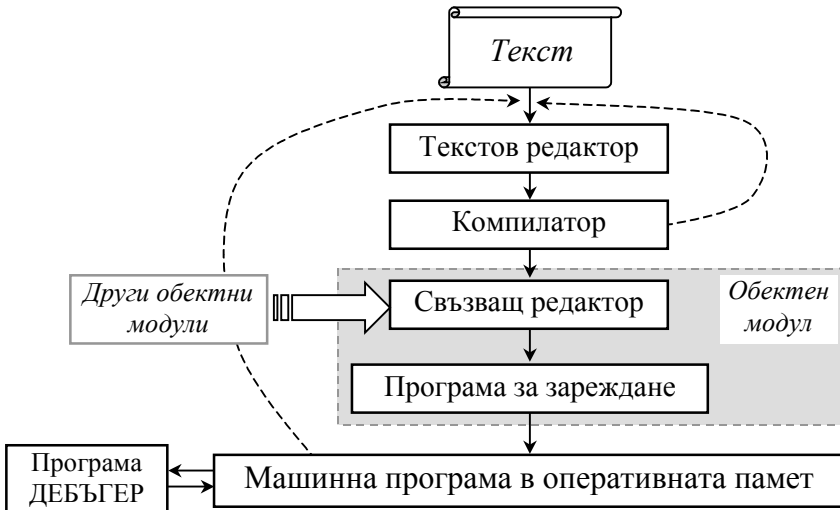 Текст
Текстов редактор
Компилатор
Други обектни
модули
Свързващ редактор
Обектен
модул
Програма за зареждане
Програма
ДЕБЪГЕР
Машинна програма в оперативната памет